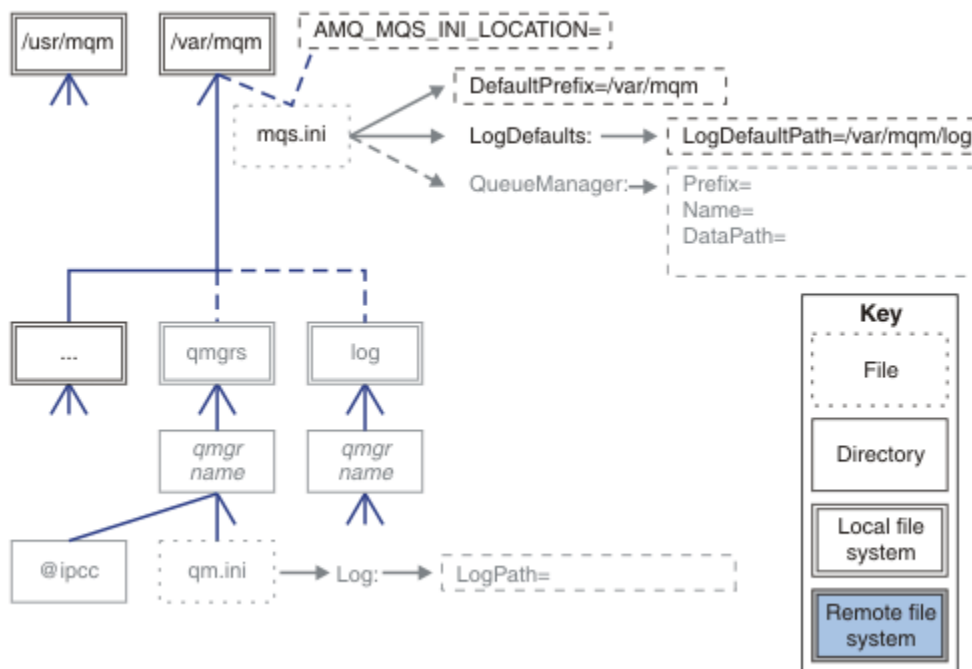 /usr/mqm
/var/mqm
AMQ_MQS_INI_LOCATION=
mqs.ini
DefaultPrefix=/var/mqm
LogDefaults:
LogDefaultPath=/var/mqm/log
QueueManager:
Prefix=
Name=
DataPath=
...
qmgrs
log
qmgr
name
qmgr
name
@ipcc
qm.ini
Log:
LogPath=
Key
File
Directory
Local file
system
Remote file
system